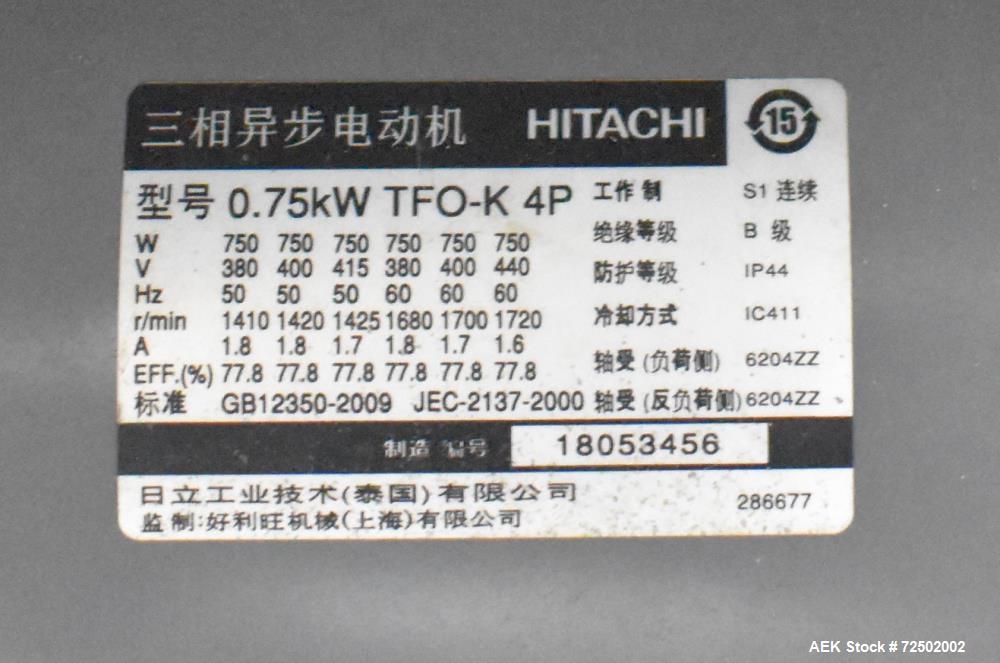 三相异步电动机 HITACHI 15
型号 0.75kW TFO-K 4P 工作制 S1 连续
W 750 750 750 750 750 750 绝缘等级 B 级
V 380 400 415 380 400 440 防护等级 IP44
Hz 50 50 50 60 60 60
r/min 1410 1420 1425 1680 1700 1720 冷却方式 IC411
A 1.8 1.8 1.7 1.8 1.7 1.6
EFF.(%) 77.8 77.8 77.8 77.8 77.8 77.8 轴受 (负荷侧) 6204ZZ
标准 GB12350-2009 JEC-2137-2000 轴受 (反负荷侧) 6204ZZ
制造 编号 18053456
日立工业技术(泰国)有限公司 286677
监制:好利旺机械(上海)有限公司
AEK Stock # 72502002